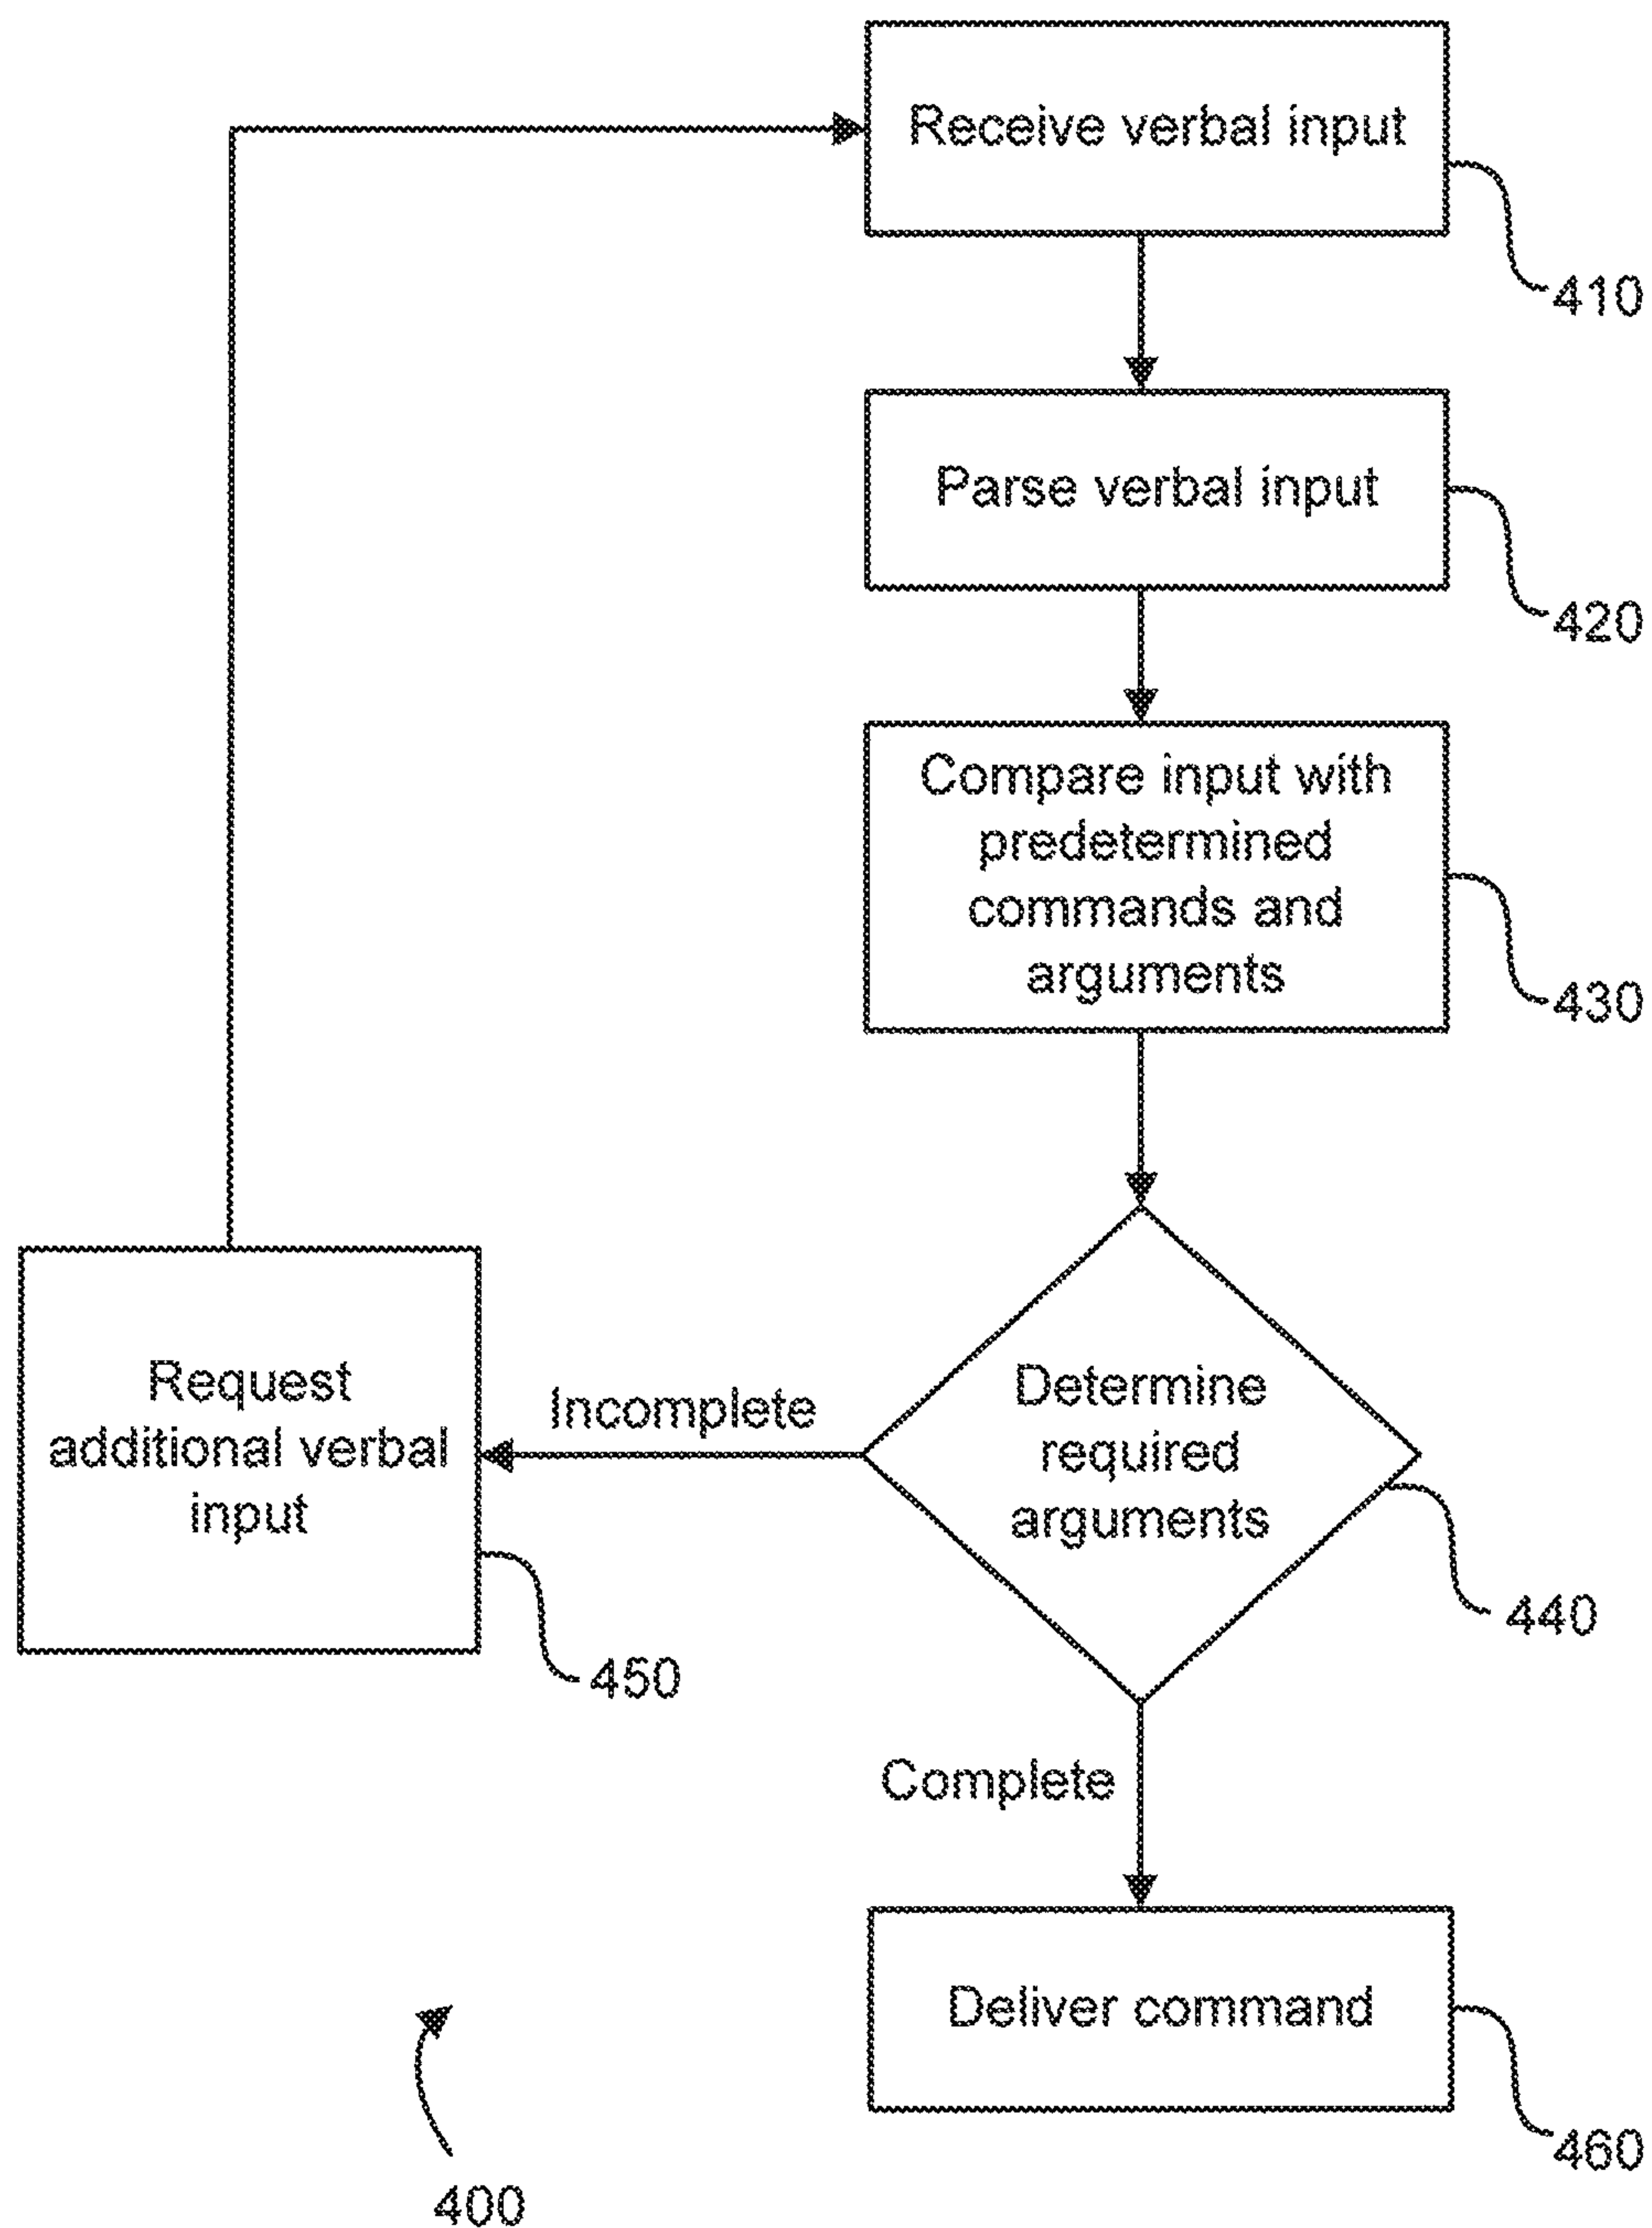 Receive verbal input
410
Parse verbal input
420
Compare input with
predetermined
commands and
arguments
430
Determine
required
arguments
440
Incomplete
Request
additional verbal
input
450
Complete
Deliver command
460
400